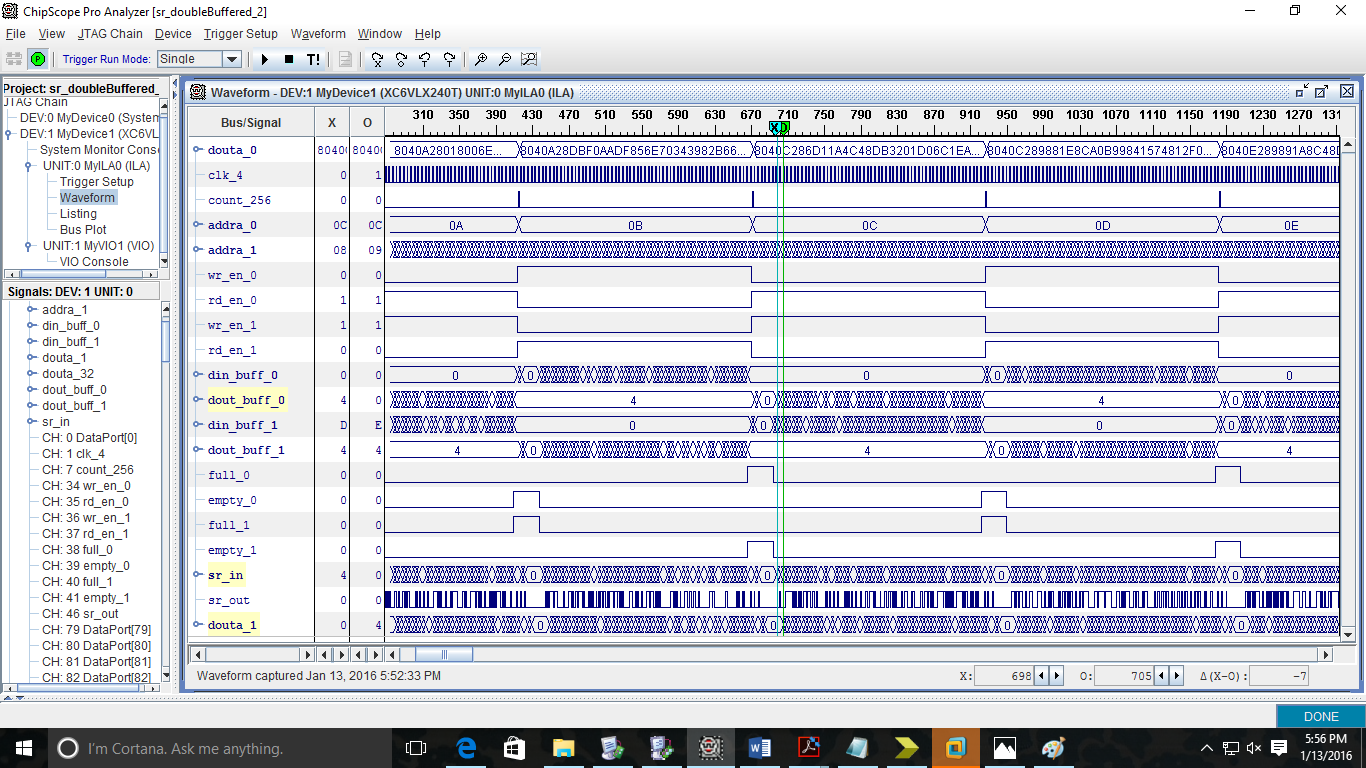 ChipScope Pro Analyzer [sr_doubleBuffered_2]
File View JTAG Chain Device Trigger Setup Waveform Window Help
Trigger Run Mode: Single T!
Project: sr_doubleBuffered_
JTAG Chain
DEV:0 MyDevice0 (System
DEV:1 MyDevice1 (XC6VL
System Monitor Cons
UNIT:0 MyILA0 (ILA)
Trigger Setup
Waveform
Listing
Bus Plot
UNIT:1 MyVIO1 (VIO)
VIO Console
Signals: DEV: 1 UNIT: 0
addra_1
din_buff_0
din_buff_1
douta_1
douta_32
dout_buff_0
dout_buff_1
sr_in
CH: 0 DataPort[0]
CH: 1 clk_4
CH: 7 count_256
CH: 34 wr_en_0
CH: 35 rd_en_0
CH: 36 wr_en_1
CH: 37 rd_en_1
CH: 38 full_0
CH: 39 empty_0
CH: 40 full_1
CH: 41 empty_1
CH: 46 sr_out
CH: 79 DataPort[79]
CH: 80 DataPort[80]
CH: 81 DataPort[81]
CH: 82 DataPort[82]
Waveform - DEV:1 MyDevice1 (XC6VLX240T) UNIT:0 MyILA0 (ILA)
Bus/Signal X O 310 350 390 430 470 510 550 590 630 670 710 750 790 830 870 910 950 990 1030 1070 1110 1150 1190 1230 1270 131
X O
douta_0 8040 8040 8040A28018006E... 8040A28DBF0AADF856E70343982B66... 8040C286D11A4C48DB3201D06C1EA... 8040C289881E8CA0B99841574812F0... 8040E289891A8C48D
clk_4 0 1
count_256 0 0
addra_0 0C 0C 0A 0B 0C 0D 0E
addra_1 08 09
wr_en_0 0 0
rd_en_0 1 1
wr_en_1 1 1
rd_en_1 0 0
din_buff_0 0 0 0 0 0 0 0
dout_buff_0 4 0 4 0 4 0
din_buff_1 D E 0 0 0 0
dout_buff_1 4 4 4 0 4 0 4
full_0 0 0
empty_0 0 0
full_1 0 0
empty_1 0 0
sr_in 4 0 0 0 0 0
sr_out 0 0
douta_1 0 4 0 0 0 0
Waveform captured Jan 13, 2016 5:52:33 PM X: 698 O: 705 Δ(X-O): -7
DONE
I'm Cortana. Ask me anything.
5:56 PM
1/13/2016